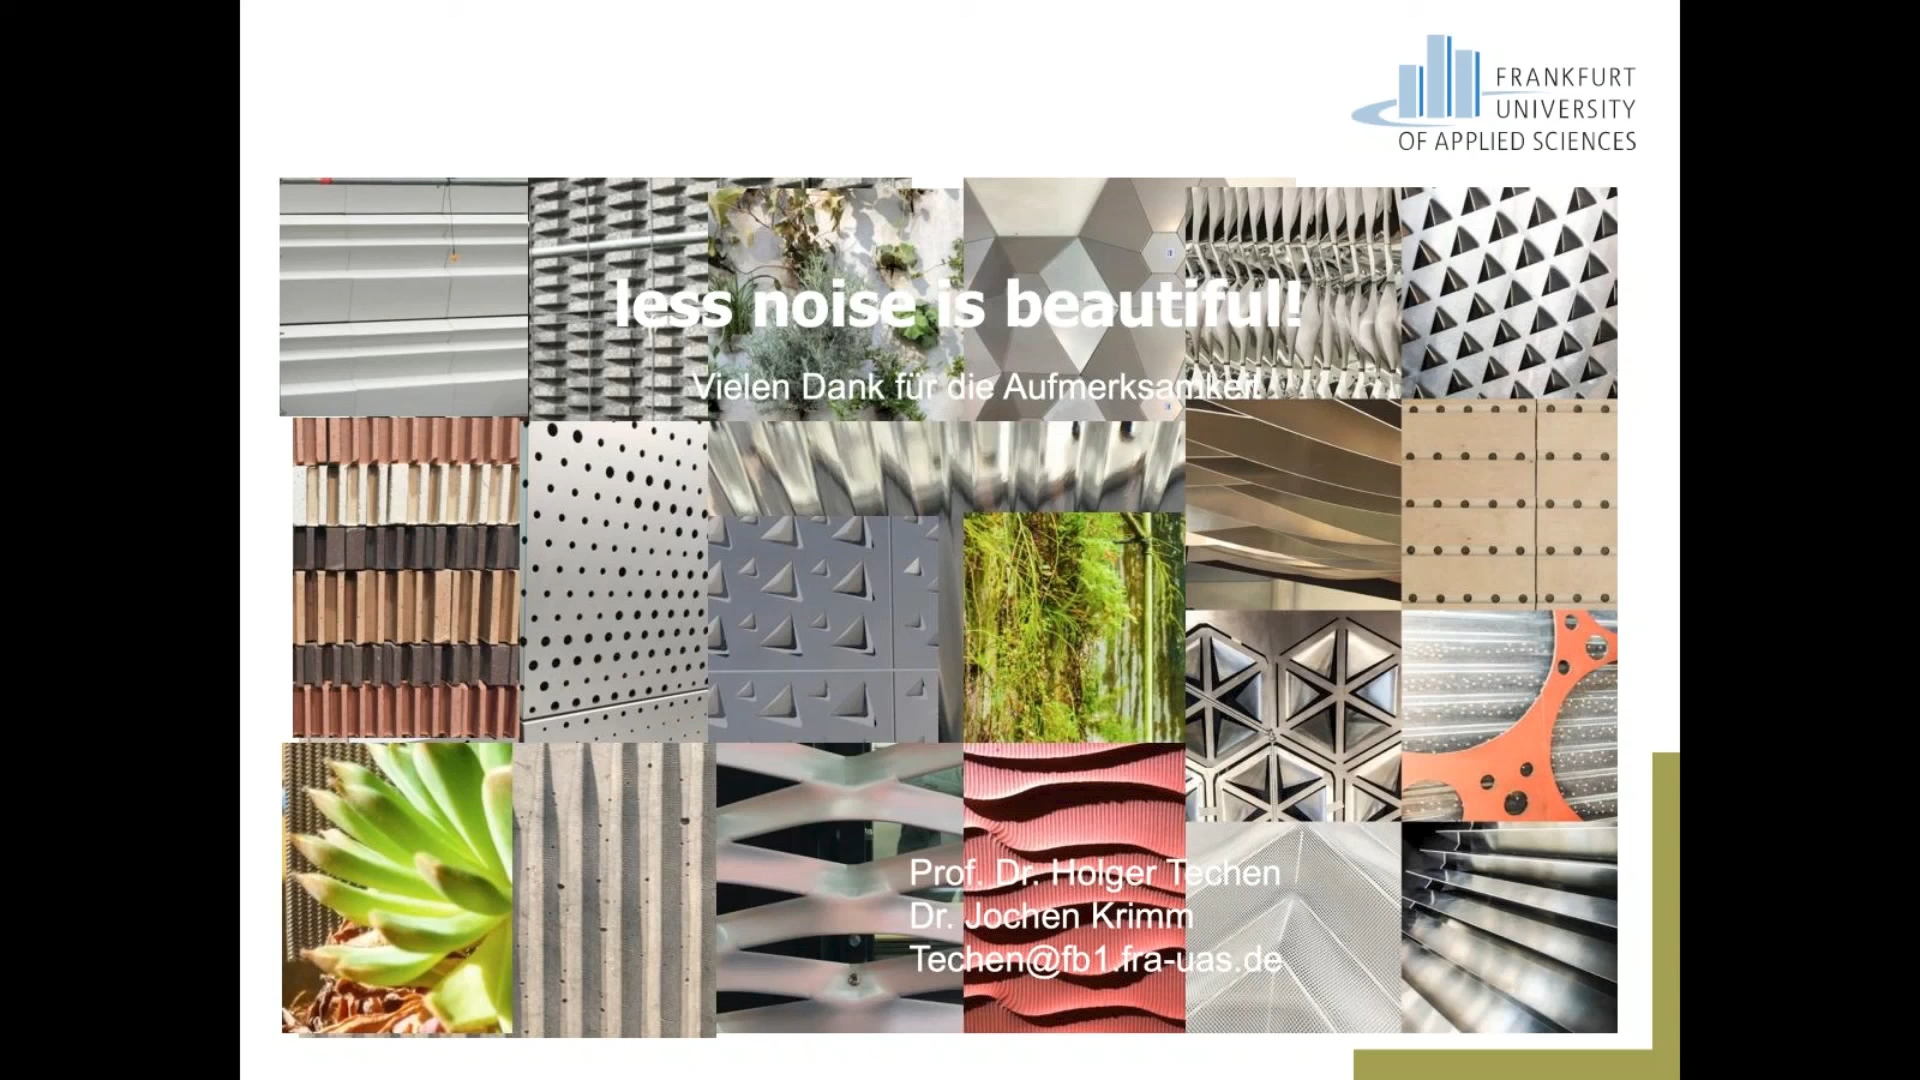 FRANKFURT
UNIVERSITY
OF APPLIED SCIENCES
less noise is beautiful!
Vielen Dank für die Aufmerksamkeit
Prof. Dr. Holger Techen
Dr. Jochen Krimm
Techen@fb1.fra-uas.de